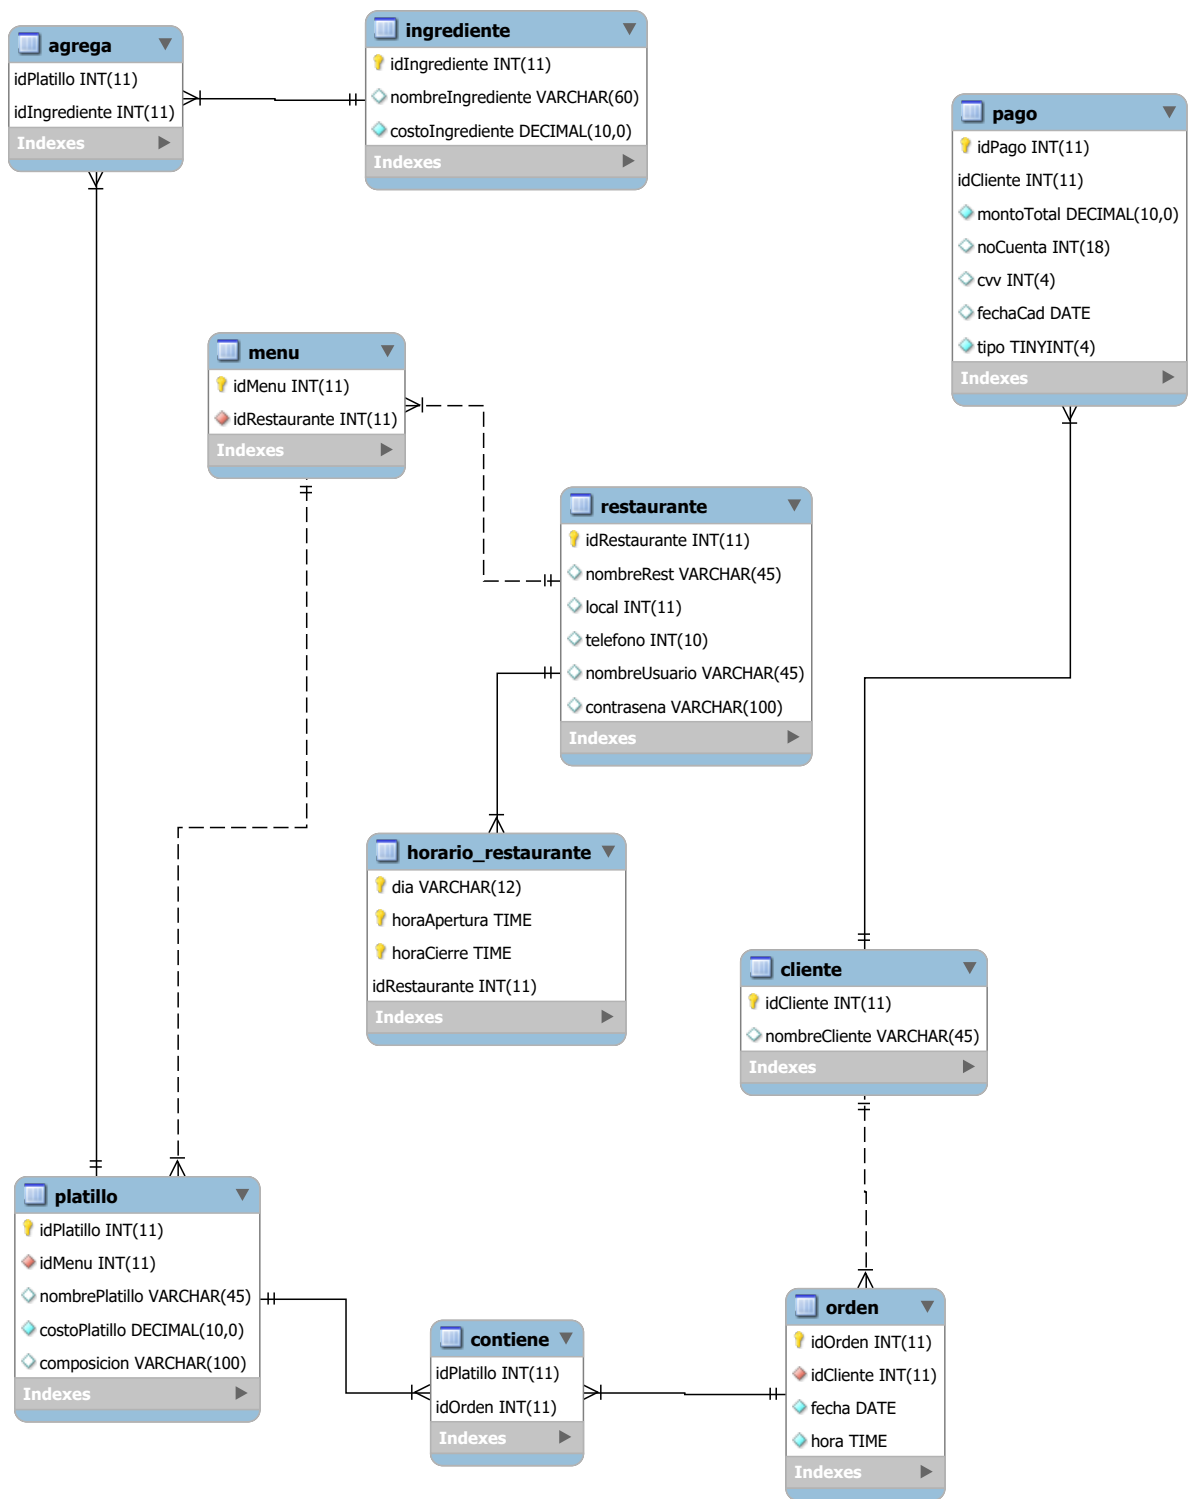 agrega
idPlatillo INT(11)
idIngrediente INT(11)
Indexes
ingrediente
idIngrediente INT(11)
nombreIngrediente VARCHAR(60)
costoIngrediente DECIMAL(10,0)
Indexes
pago
idPago INT(11)
idCliente INT(11)
montoTotal DECIMAL(10,0)
noCuenta INT(18)
cvv INT(4)
fechaCad DATE
tipo TINYINT(4)
Indexes
menu
idMenu INT(11)
idRestaurante INT(11)
Indexes
restaurante
idRestaurante INT(11)
nombreRest VARCHAR(45)
local INT(11)
telefono INT(10)
nombreUsuario VARCHAR(45)
contrasena VARCHAR(100)
Indexes
horario_restaurante
dia VARCHAR(12)
horaApertura TIME
horaCierre TIME
idRestaurante INT(11)
Indexes
cliente
idCliente INT(11)
nombreCliente VARCHAR(45)
Indexes
platillo
idPlatillo INT(11)
idMenu INT(11)
nombrePlatillo VARCHAR(45)
costoPlatillo DECIMAL(10,0)
composicion VARCHAR(100)
Indexes
contiene
idPlatillo INT(11)
idOrden INT(11)
Indexes
orden
idOrden INT(11)
idCliente INT(11)
fecha DATE
hora TIME
Indexes